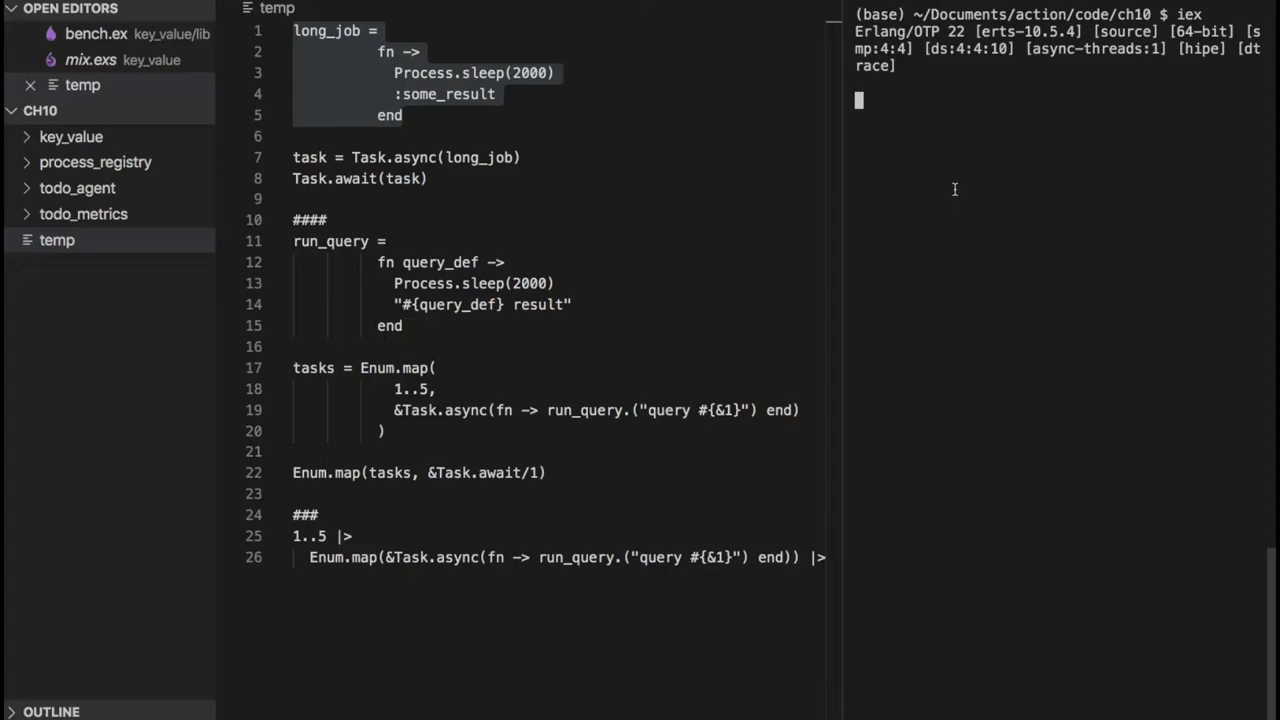 OPEN EDITORS
bench.ex key_value/lib
mix.exs key_value
temp
CH10
key_value
process_registry
todo_agent
todo_metrics
temp
OUTLINE
temp
1 long_job =
2 fn ->
3 Process.sleep(2000)
4 :some_result
5 end
6
7 task = Task.async(long_job)
8 Task.await(task)
9
10 ####
11 run_query =
12 fn query_def ->
13 Process.sleep(2000)
14 "#{query_def} result"
15 end
16
17 tasks = Enum.map(
18 1..5,
19 &Task.async(fn -> run_query.("query #{&1}") end)
20 )
21
22 Enum.map(tasks, &Task.await/1)
23
24 ###
25 1..5 |>
26 Enum.map(&Task.async(fn -> run_query.("query #{&1}") end)) |>
(base) ~/Documents/action/code/ch10 $ iex
Erlang/OTP 22 [erts-10.5.4] [source] [64-bit] [s
mp:4:4] [ds:4:4:10] [async-threads:1] [hipe] [dt
race]